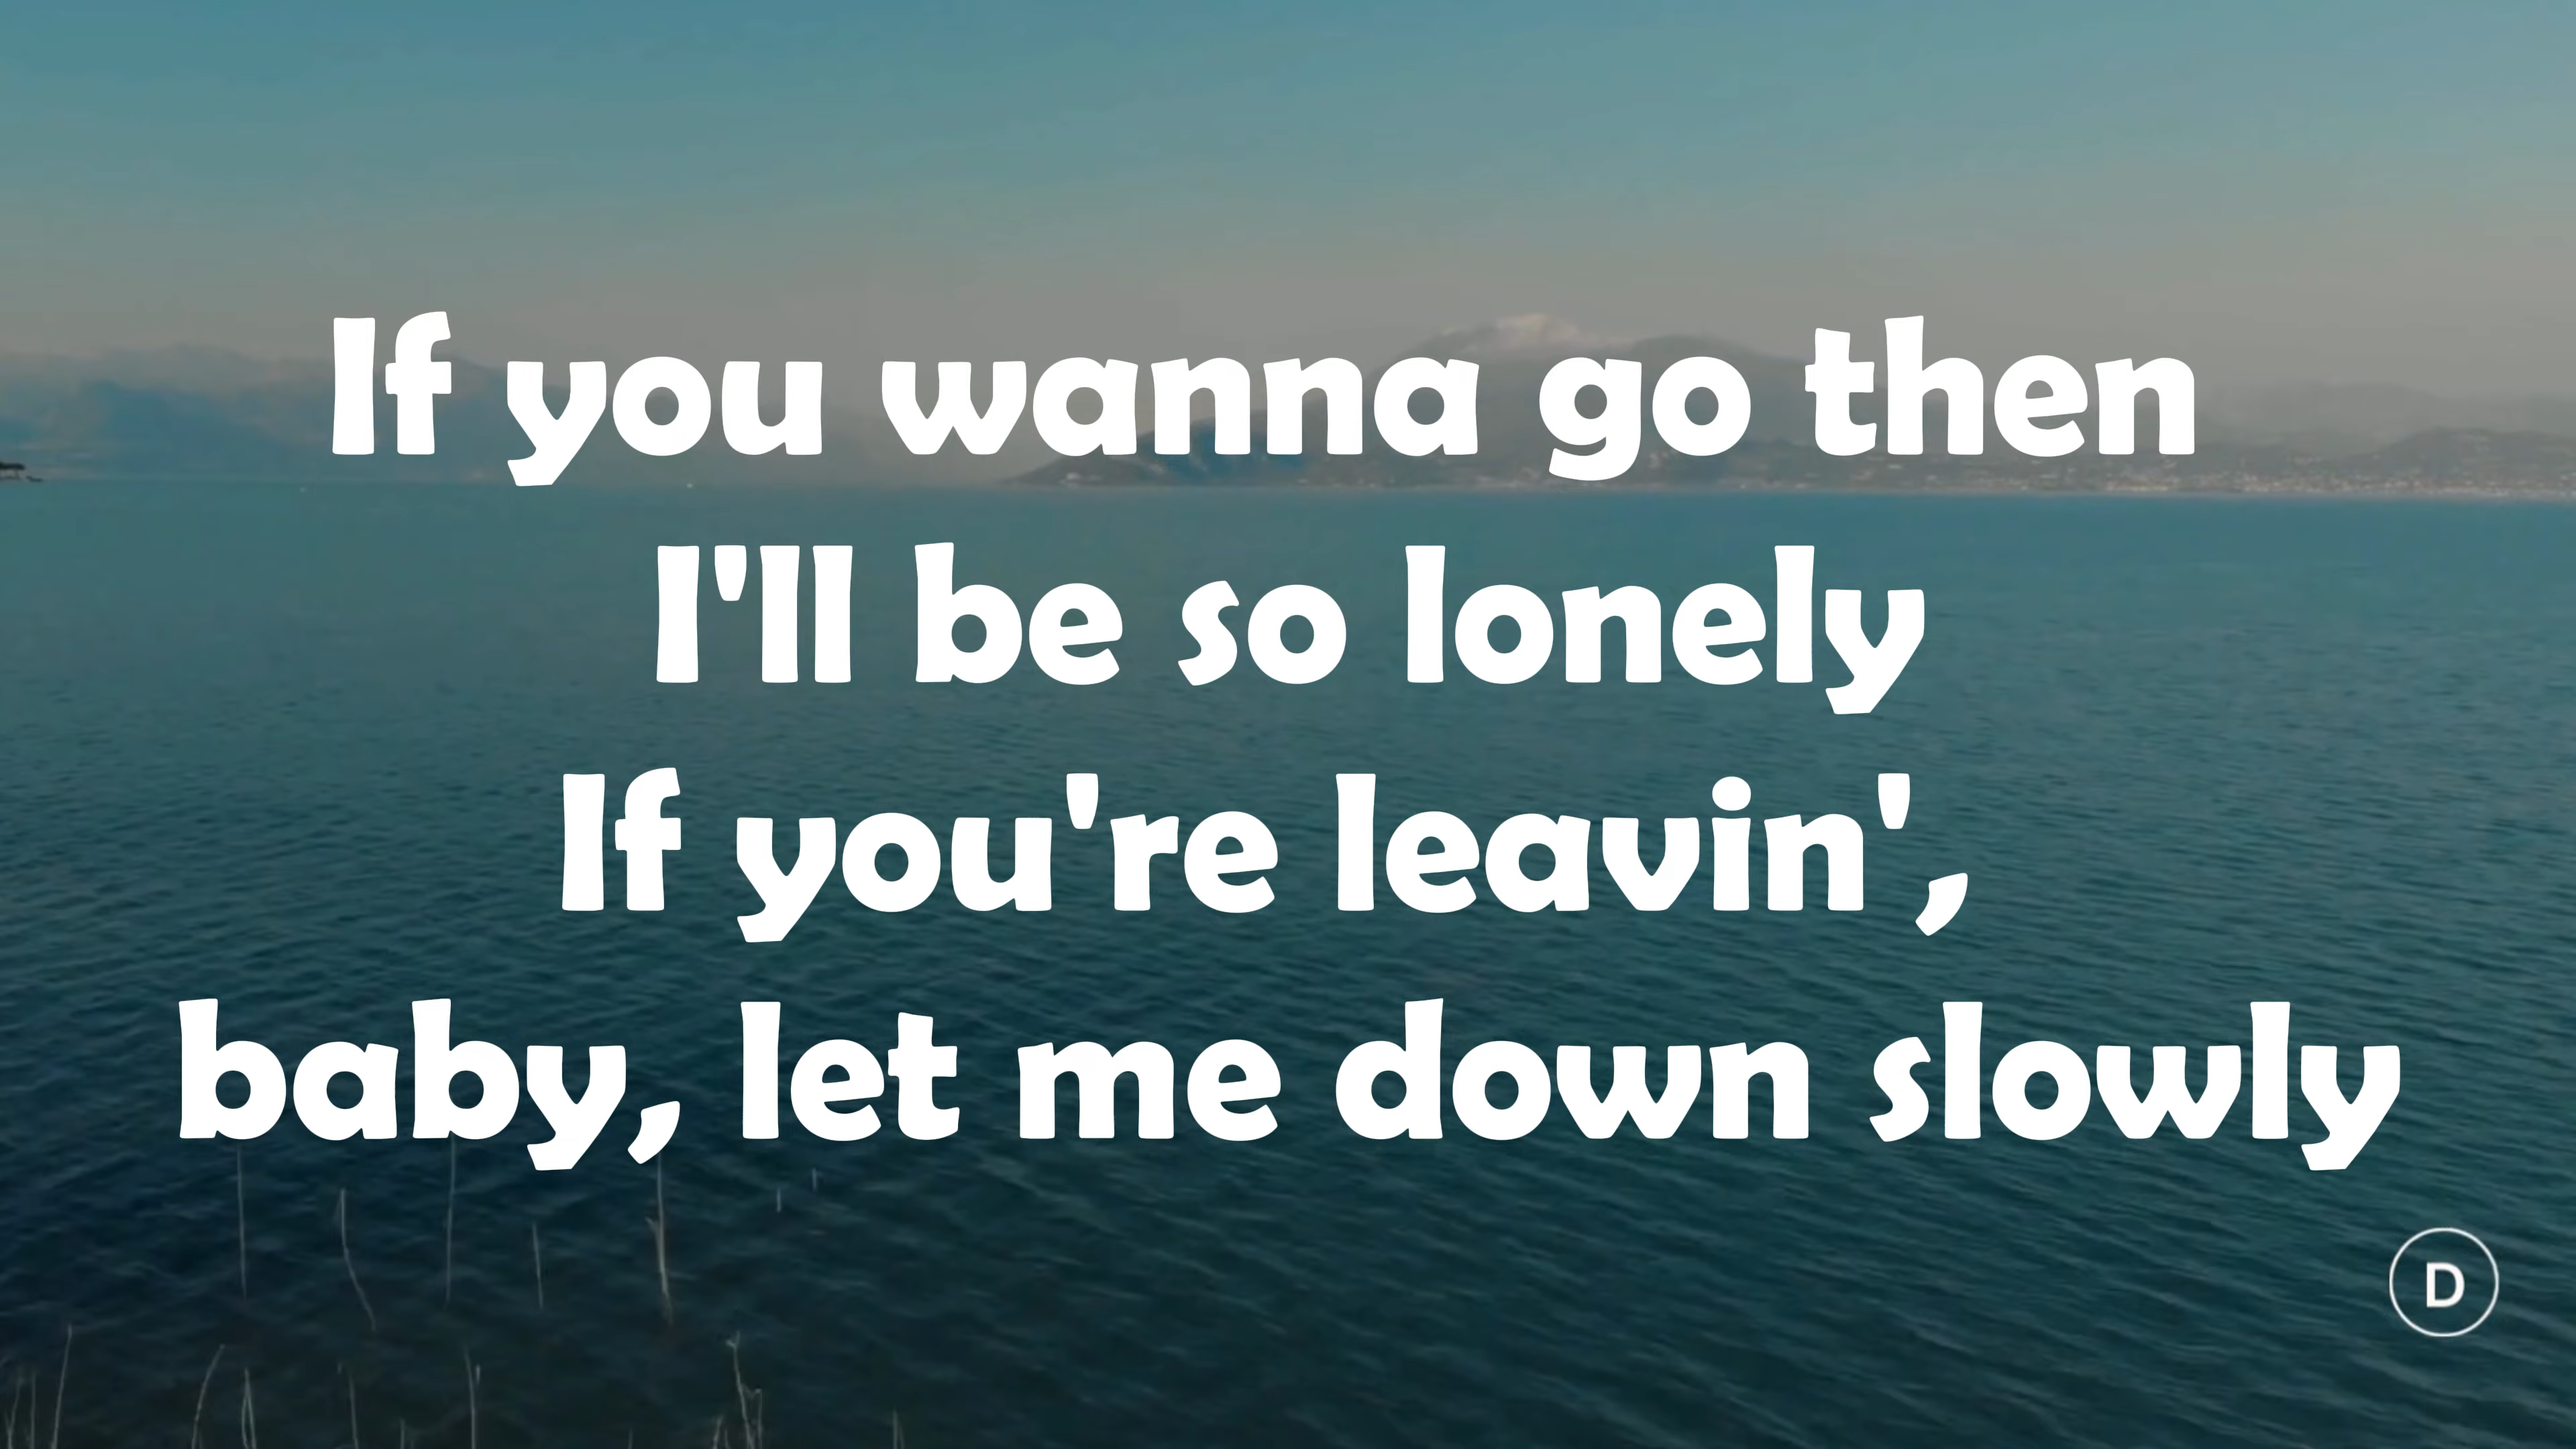 If you wanna go then
I'll be so lonely
If you're leavin',
baby, let me down slowly
D